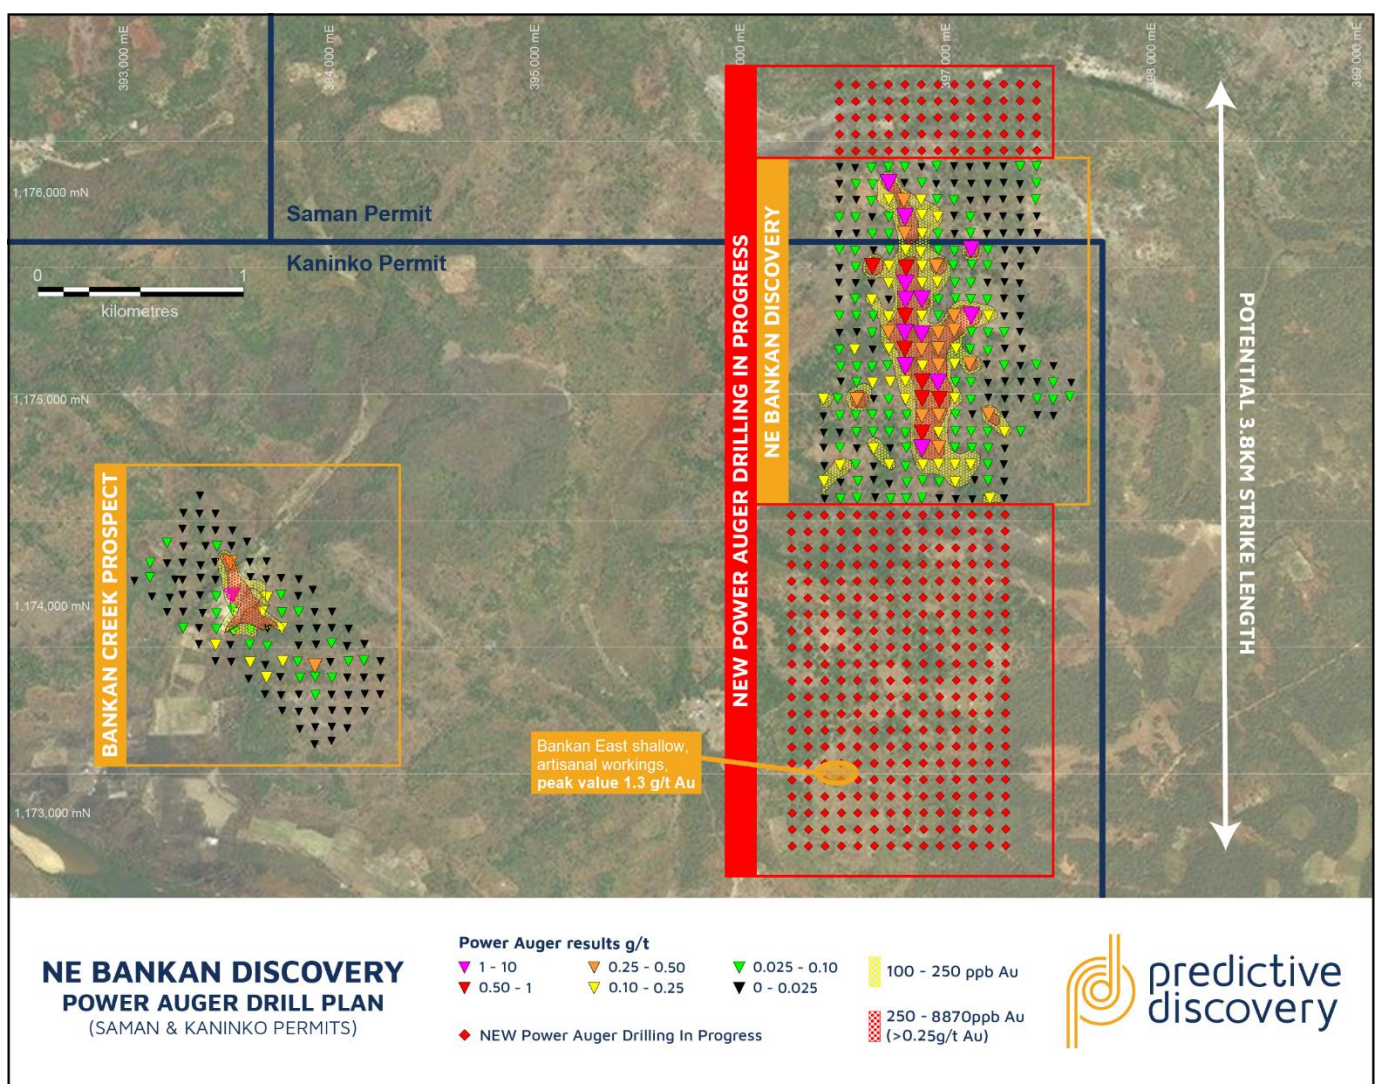 393,000 mE
394,000 mE
395,000 mE
000 mE
397,000 mE
398,000 mE
399,000 mE
1,176,000 mN
Saman Permit
Kaninko Permit
0 1
kilometres
1,175,000 mN
1,174,000 mN
1,173,000 mN
BANKAN CREEK PROSPECT
NEW POWER AUGER DRILLING IN PROGRESS
NE BANKAN DISCOVERY
POTENTIAL 3.8KM STRIKE LENGTH
Bankan East shallow,
artisanal workings,
peak value 1.3 g/t Au
NE BANKAN DISCOVERY
POWER AUGER DRILL PLAN
(SAMAN & KANINKO PERMITS)
Power Auger results g/t
1 - 10
0.50 - 1
0.25 - 0.50
0.10 - 0.25
0.025 - 0.10
0 - 0.025
NEW Power Auger Drilling In Progress
100 - 250 ppb Au
250 - 8870ppb Au
(>0.25g/t Au)
predictive
discovery